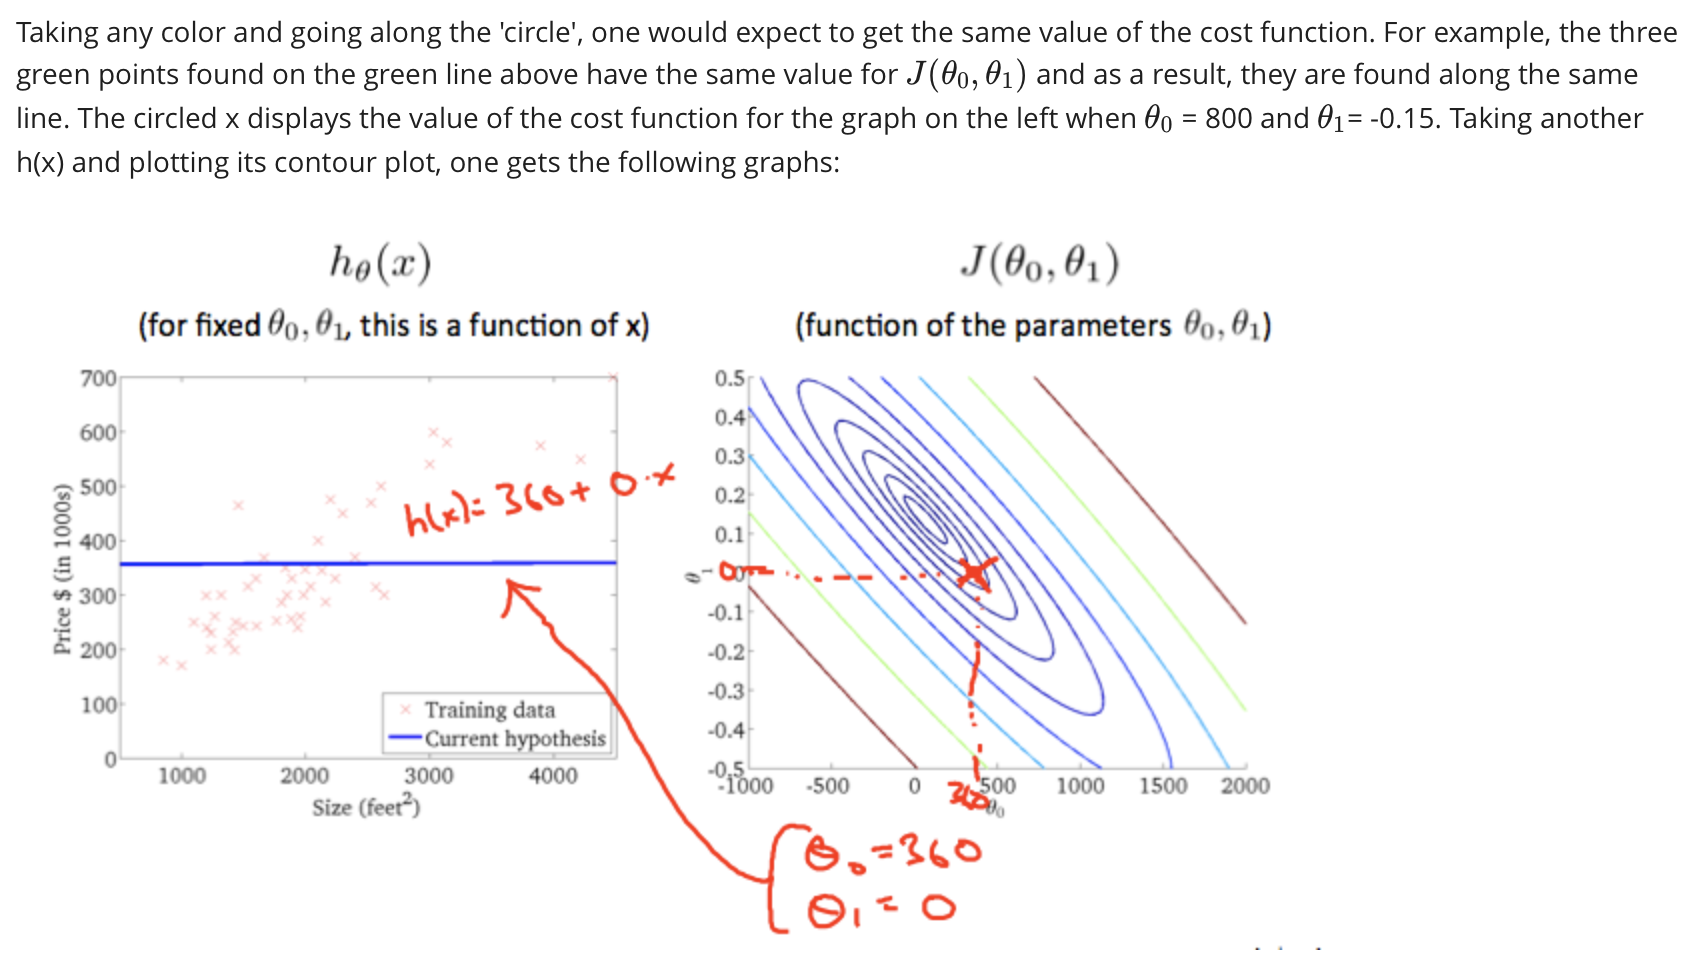 Taking any color and going along the 'circle', one would expect to get the same value of the cost function. For example, the three
green points found on the green line above have the same value for J(θ₀, θ₁) and as a result, they are found along the same
line. The circled x displays the value of the cost function for the graph on the left when θ₀ = 800 and θ₁= -0.15. Taking another
h(x) and plotting its contour plot, one gets the following graphs:
hθ(x)
(for fixed θ₀, θ₁, this is a function of x)
700
600
500
400
300
200
100
0
Price $ (in 1000s)
1000 2000 3000 4000
Size (feet²)
h(x) = 360 + 0·x
Training data
Current hypothesis
J(θ₀, θ₁)
(function of the parameters θ₀, θ₁)
0.5
0.4
0.3
0.2
0.1
0
-0.1
-0.2
-0.3
-0.4
-0.5
θ₁
-1000 -500 0 500 1000 1500 2000
360
θ₀
θ₀ = 360
θ₁ = 0